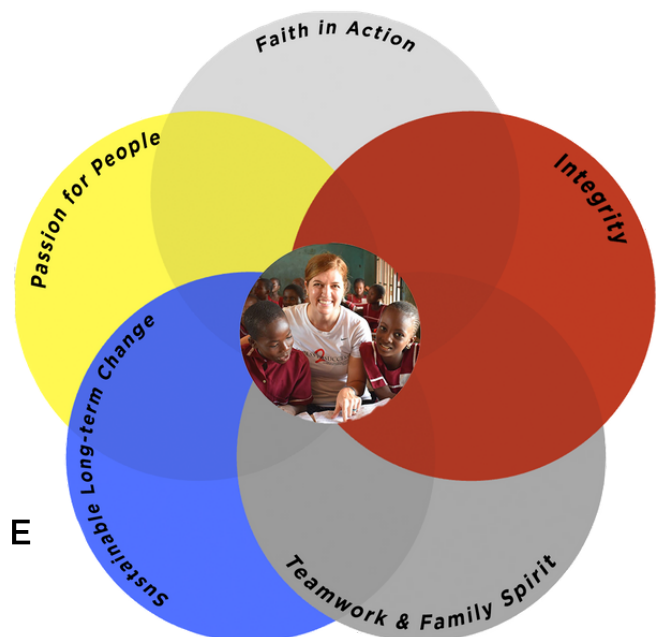 Faith in Action
Integrity
Passion for People
Sustainable Long-term Change
Teamwork & Family Spirit
E